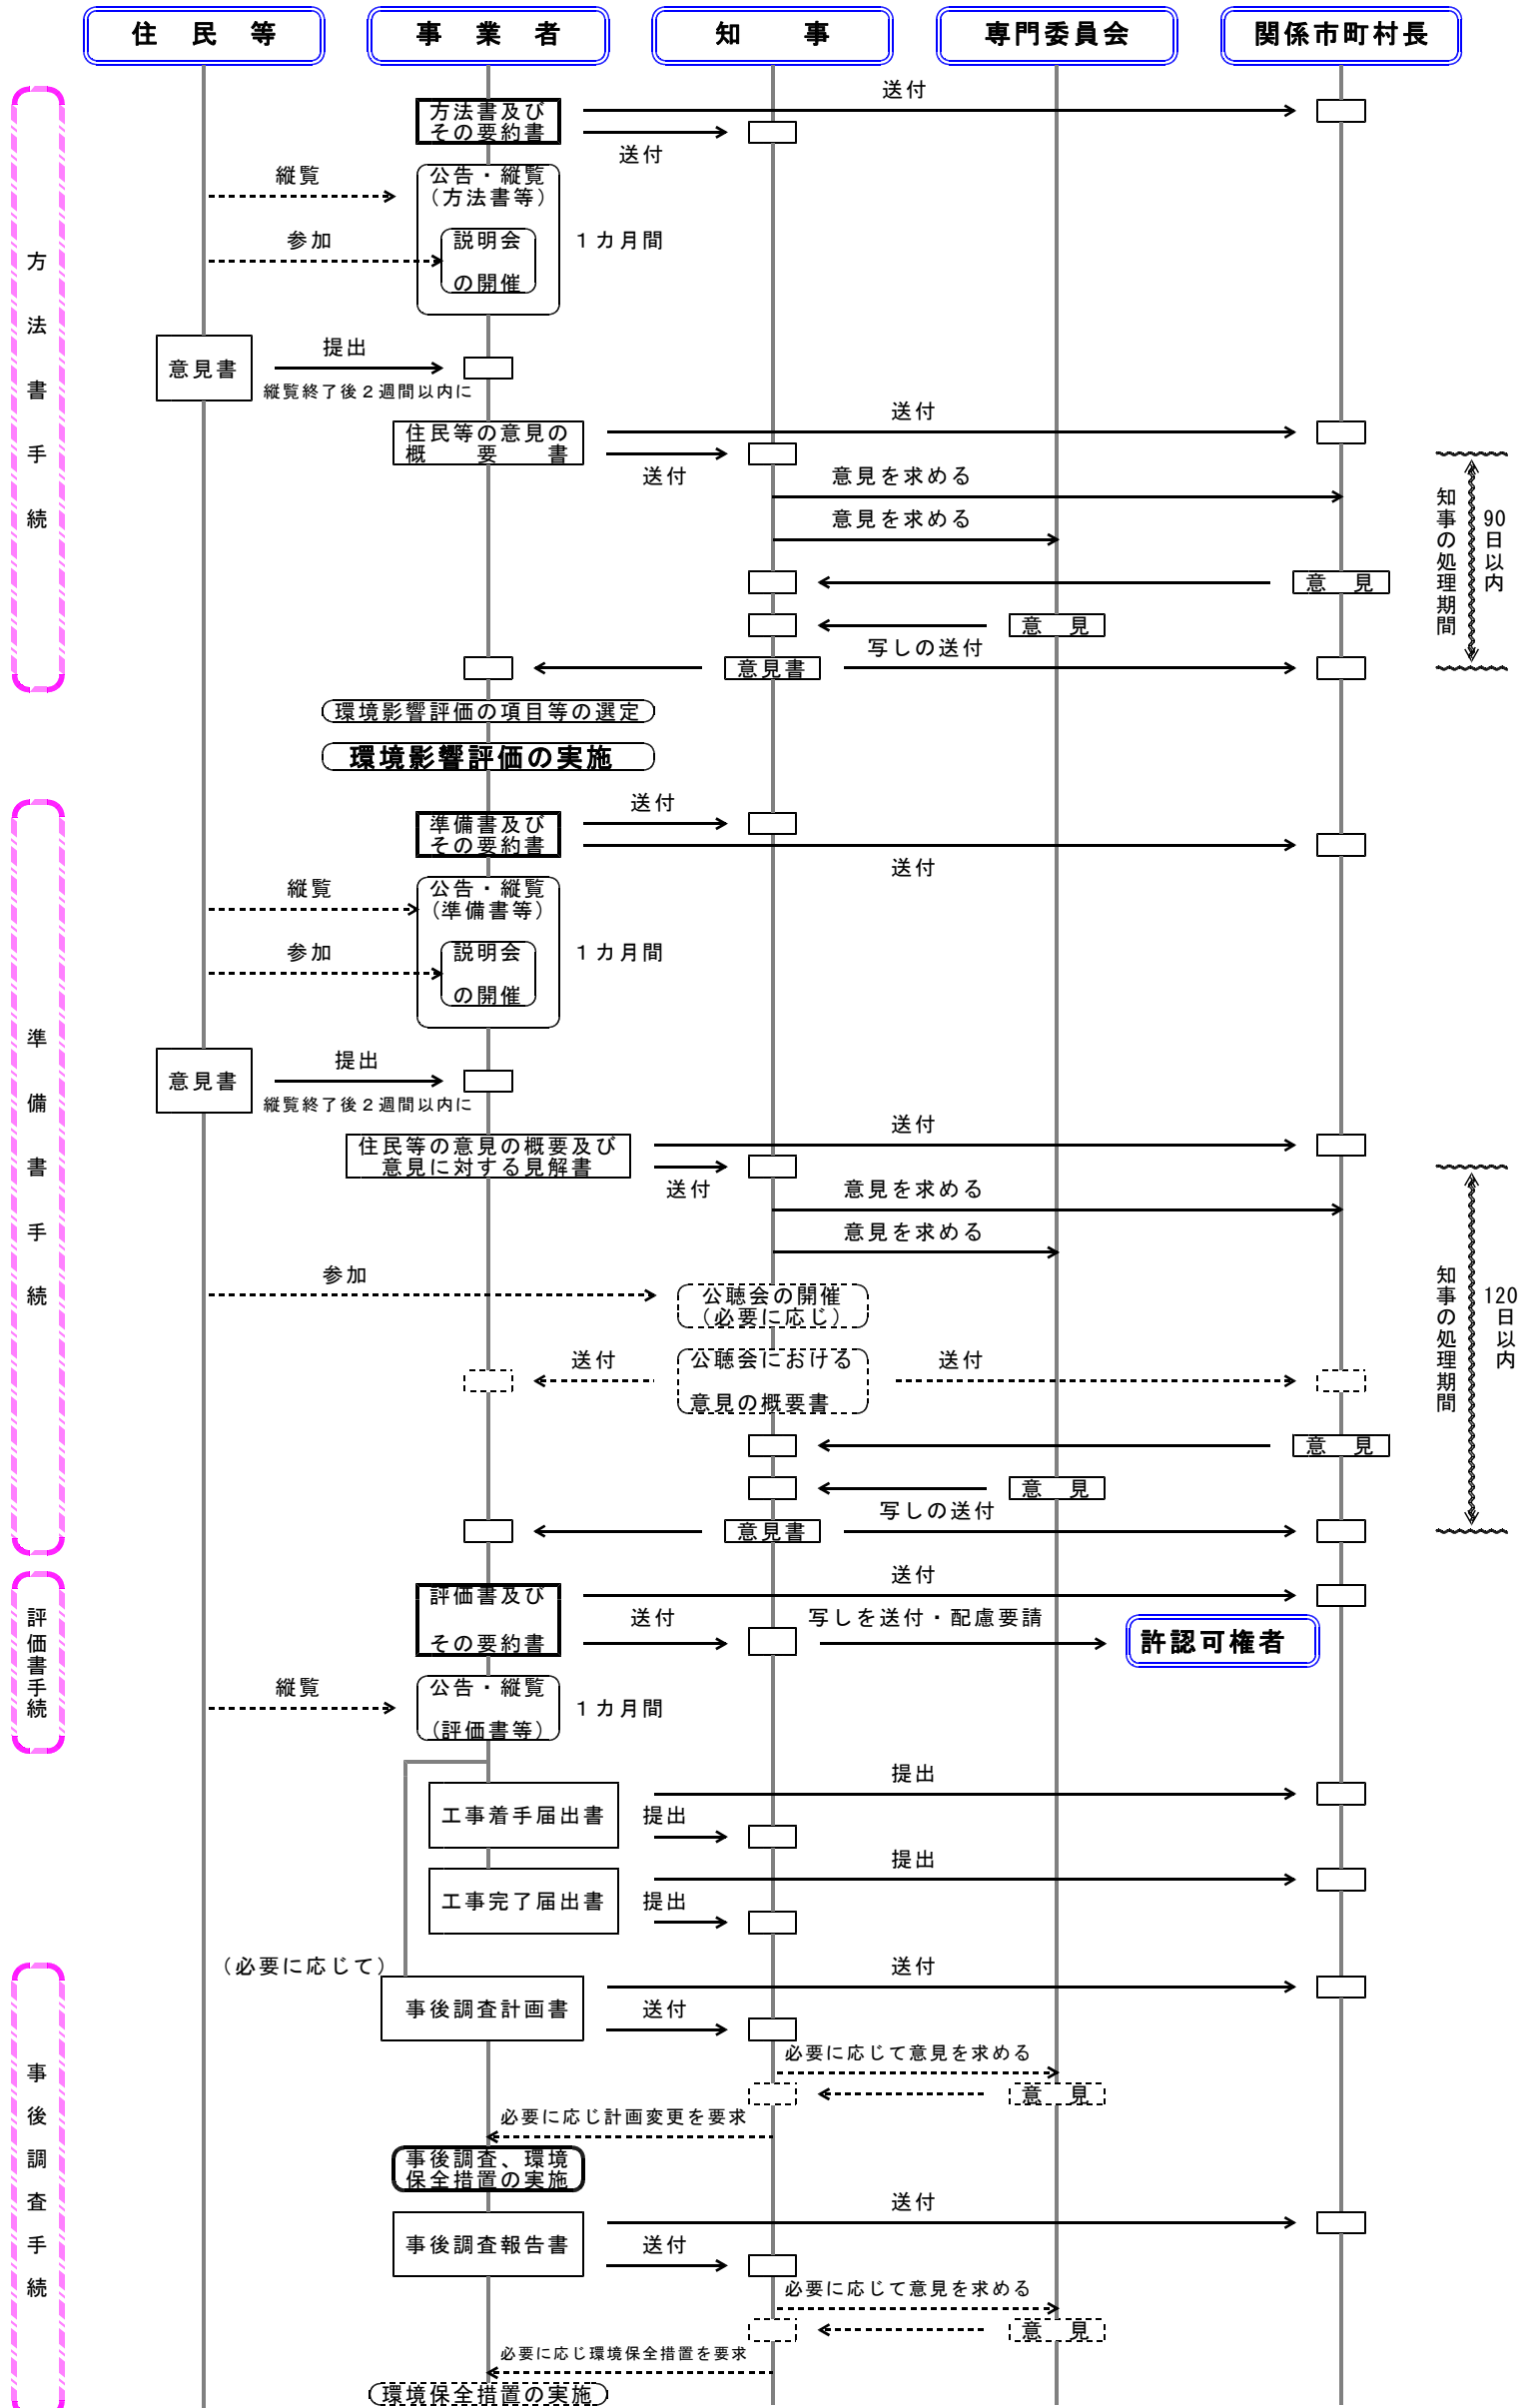 住　民　等
事　業　者
知　　事
専門委員会
関係市町村長
方法書手続
方法書及び
その要約書
送付
送付
縦覧
公告・縦覧
（方法書等）
参加
説明会
の開催
１カ月間
意見書
提出
縦覧終了後２週間以内に
住民等の意見の
概　要　書
送付
送付
意見を求める
意見を求める
知事の処理期間
90日以内
意　見
意　見
写しの送付
意見書
環境影響評価の項目等の選定
環境影響評価の実施
準備書手続
送付
準備書及び
その要約書
送付
縦覧
公告・縦覧
（準備書等）
参加
説明会
の開催
１カ月間
意見書
提出
縦覧終了後２週間以内に
送付
住民等の意見の概要及び
意見に対する見解書
送付
意見を求める
意見を求める
知事の処理期間
120日以内
参加
公聴会の開催
（必要に応じ）
送付
公聴会における
意見の概要書
送付
意　見
意　見
写しの送付
意見書
評価書手続
送付
評価書及び
その要約書
送付
写しを送付・配慮要請
許認可権者
縦覧
公告・縦覧
（評価書等）
１カ月間
提出
工事着手届出書
提出
提出
工事完了届出書
提出
事後調査手続
（必要に応じて）
送付
事後調査計画書
送付
必要に応じて意見を求める
意　見
必要に応じ計画変更を要求
事後調査、環境
保全措置の実施
送付
事後調査報告書
送付
必要に応じて意見を求める
意　見
必要に応じ環境保全措置を要求
環境保全措置の実施